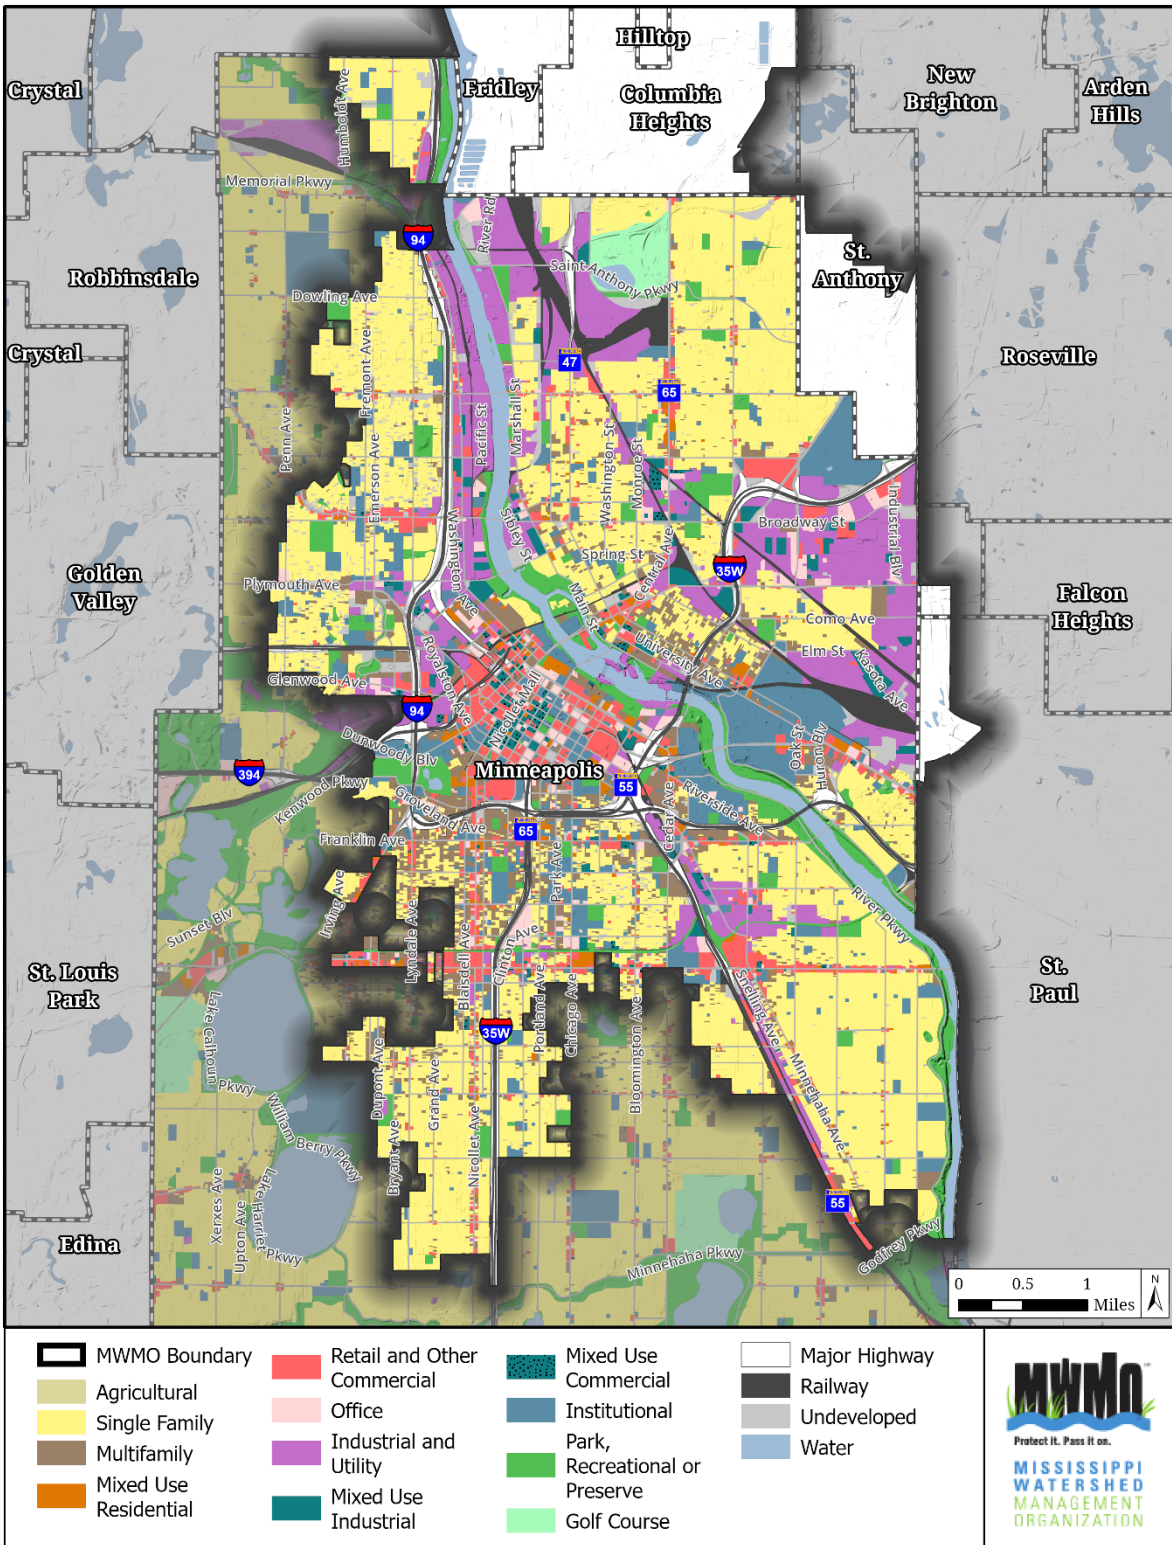 Hilltop
Crystal
Fridley
Columbia
Heights
New
Brighton
Arden
Hills
Humboldt Ave
Memorial Pkwy
River Rd
94
Saint Anthony Pkwy
St.
Anthony
Robbinsdale
Dowling Ave
Crystal
Fremont Ave
47
65
Roseville
Penn Ave
Emerson Ave
Pacific St
Marshall St
Washington St
Monroe St
Washington Ave
Sibley St
Broadway St
Industrial Blv
Spring St
Central Ave
35W
Golden
Valley
Plymouth Ave
Main St
Como Ave
Falcon
Heights
University Ave
Elm St
Kasota Ave
Royalston Ave
Glenwood Ave
Nicollet Mall
94
Dunwoody Blv
Oak St
Huron Blv
394
Minneapolis
Kenwood Pkwy
55
Groveland Ave
Riverside Ave
Cedar Ave
65
Franklin Ave
Park Ave
Irving Ave
Sunset Blv
River Pkwy
Lyndale Ave
Blaisdell Ave
Clinton Ave
St. Louis
Park
St.
Paul
Lake Calhoun Pkwy
Portland Ave
Chicago Ave
Snelling Ave
35W
Bloomington Ave
Dupont Ave
Grand Ave
Minnehaha Ave
William Berry Pkwy
Bryant Ave
Nicollet Ave
Xerxes Ave
Upton Ave
Lake Harriet Pkwy
55
Edina
Minnehaha Pkwy
Godfrey Pkwy
0 0.5 1
Miles
N
MWMO Boundary
Agricultural
Single Family
Multifamily
Mixed Use
Residential
Retail and Other
Commercial
Office
Industrial and
Utility
Mixed Use
Industrial
Mixed Use
Commercial
Institutional
Park,
Recreational or
Preserve
Golf Course
Major Highway
Railway
Undeveloped
Water
MWMO
Protect it. Pass it on.
MISSISSIPPI
WATERSHED
MANAGEMENT
ORGANIZATION